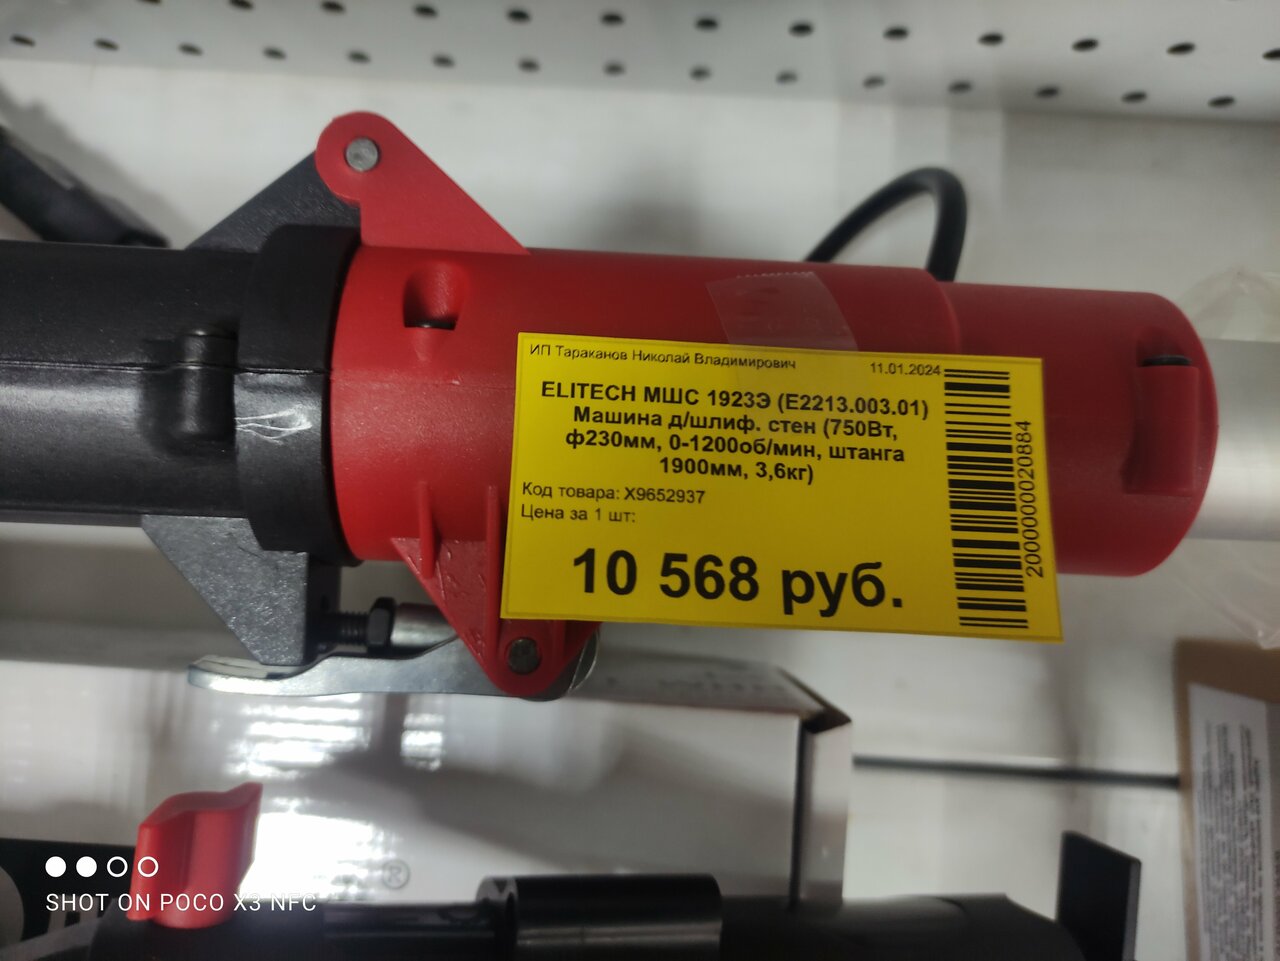 ИП Тараканов Николай Владимирович 11.01.2024
ELITECH МШС 1923Э (E2213.003.01)
Машина д/шлиф. стен (750Вт,
ф230мм, 0-1200об/мин, штанга
1900мм, 3,6кг)
Код товара: X9652937
Цена за 1 шт:
10 568 руб.
2000000020884
®
SHOT ON POCO X3 NFC